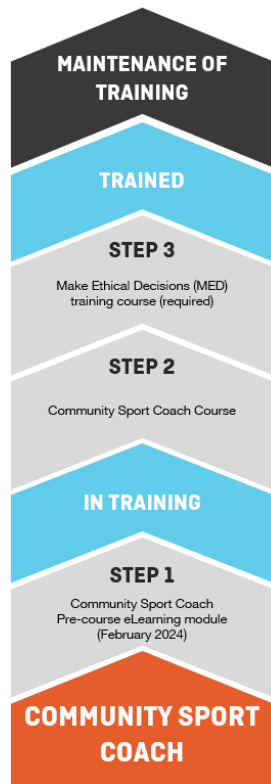 MAINTENANCE OF
TRAINING
TRAINED
STEP 3
Make Ethical Decisions (MED)
training course (required)
STEP 2
Community Sport Coach Course
IN TRAINING
STEP 1
Community Sport Coach
Pre-course eLearning module
(February 2024)
COMMUNITY SPORT
COACH